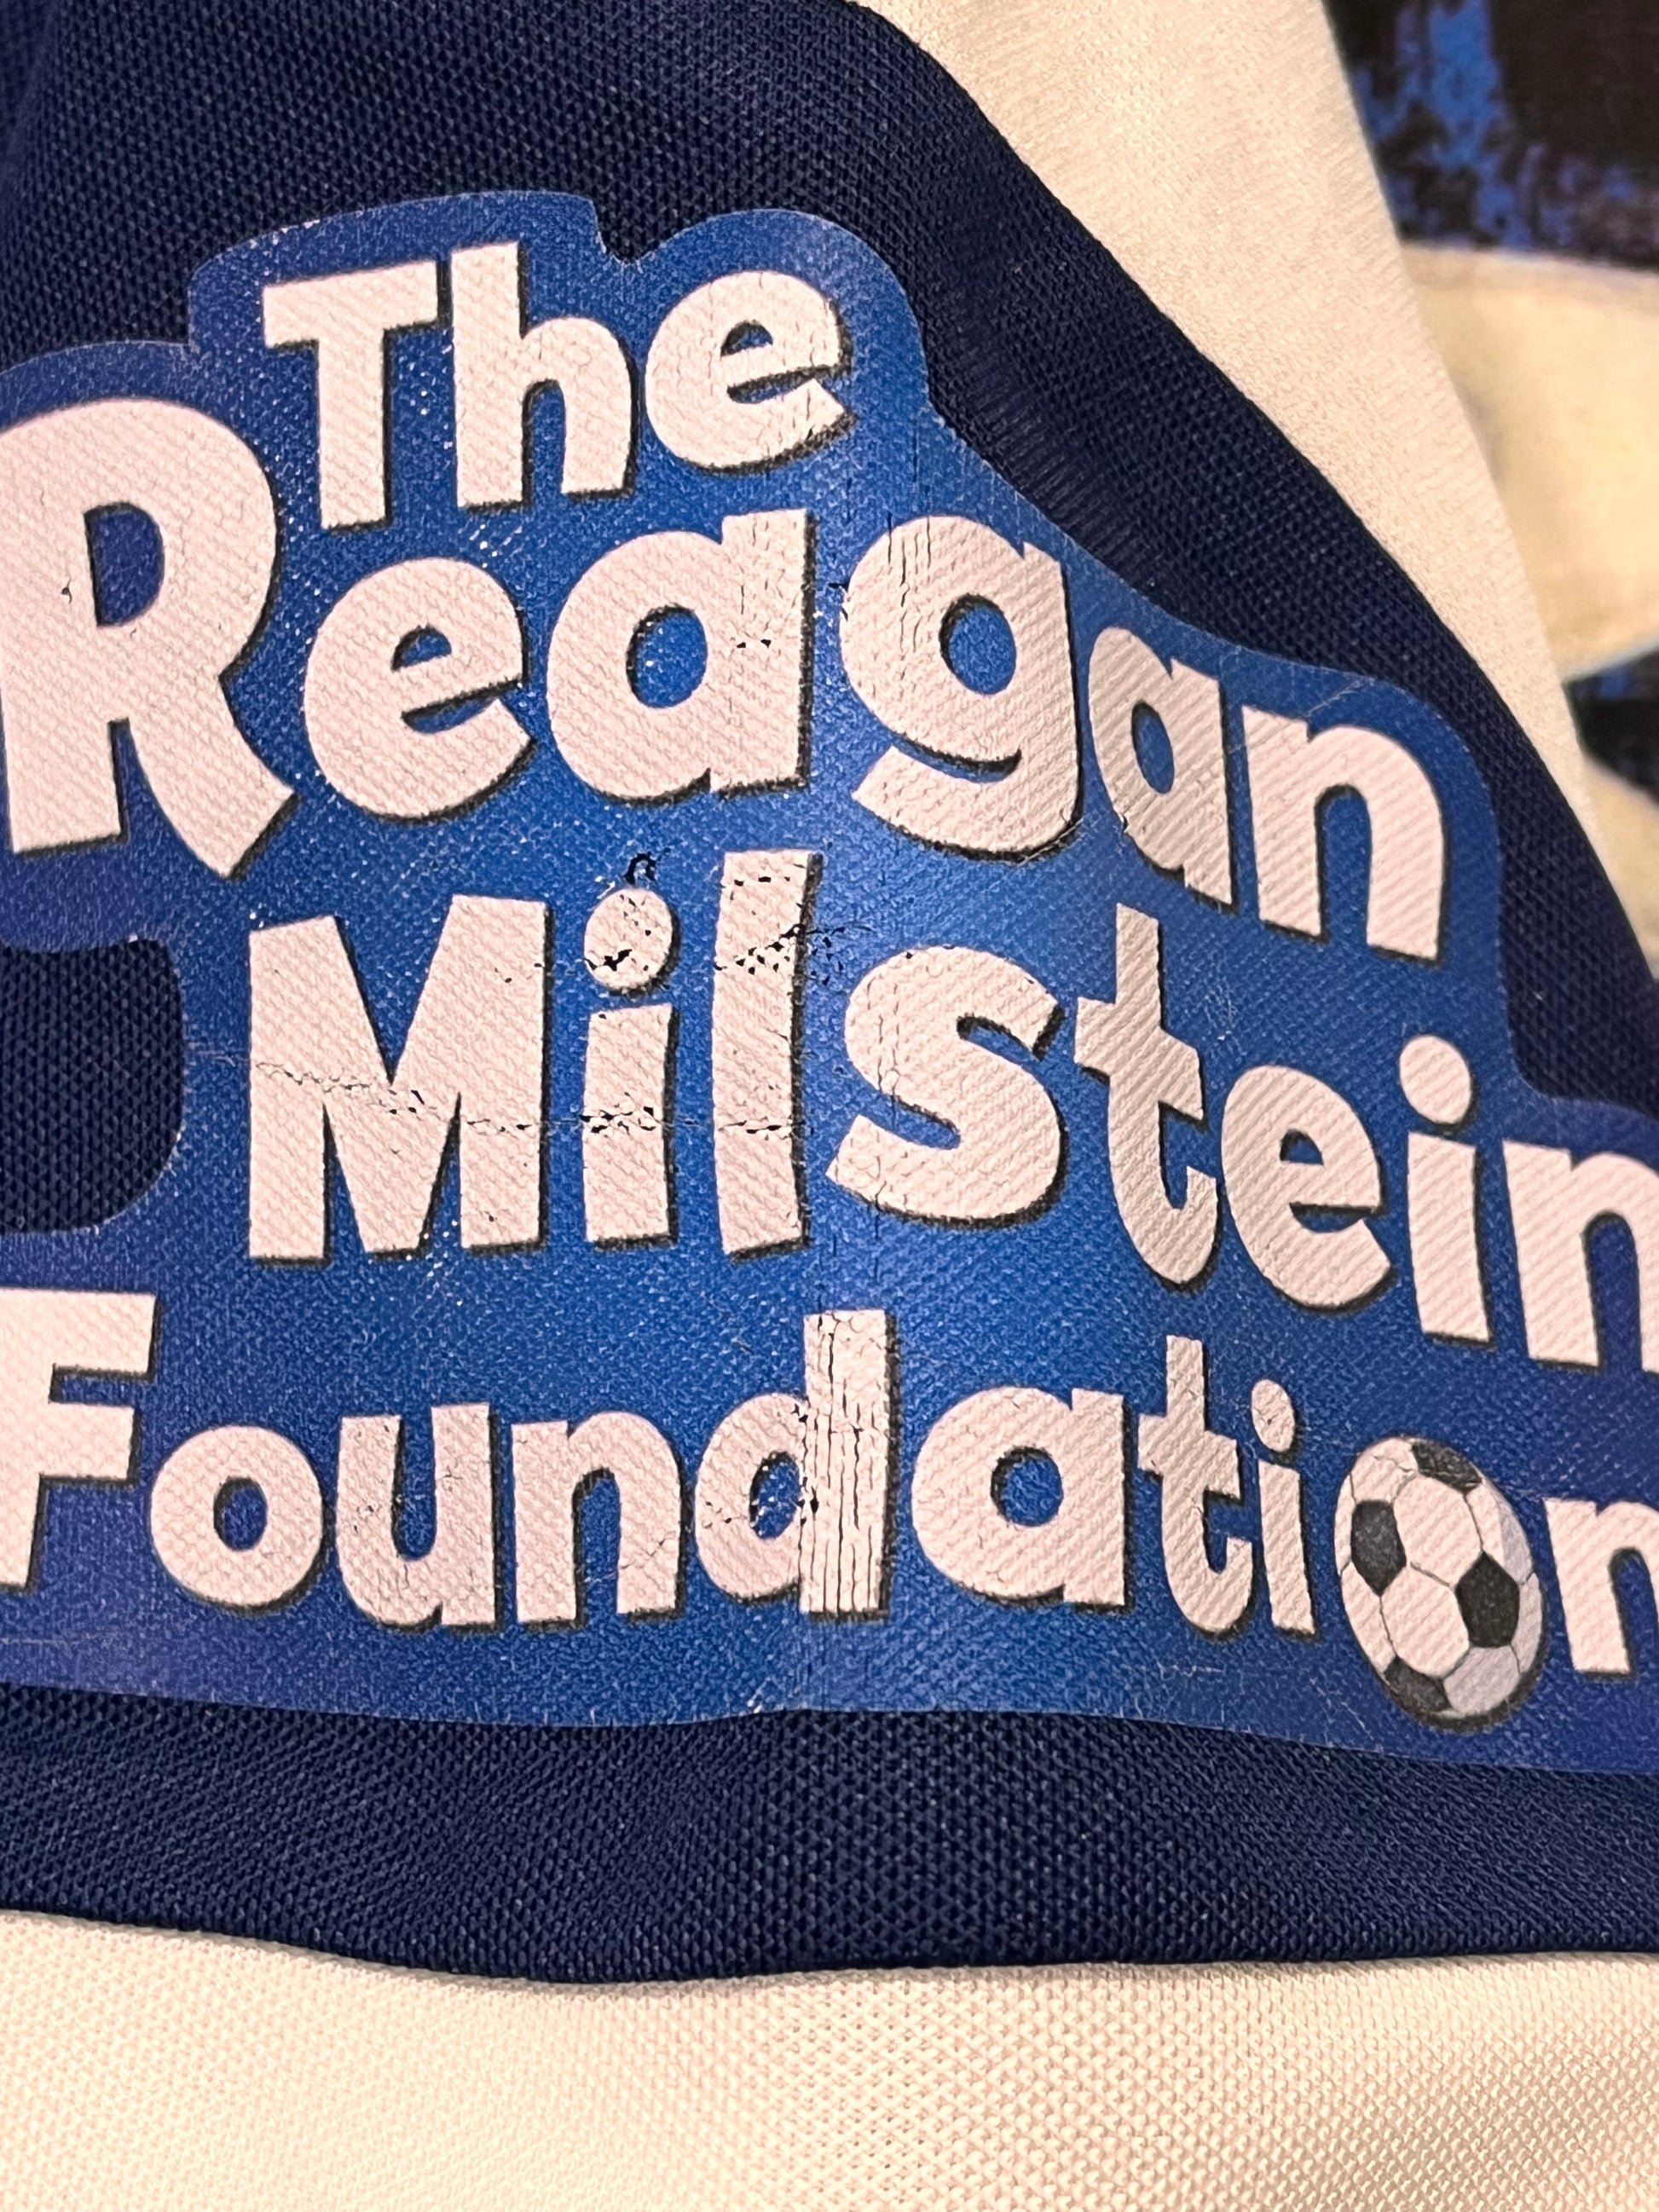 The
Reagan
Milstein
Foundation